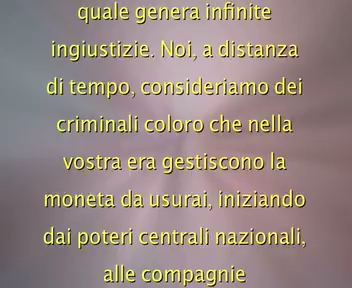 quale genera infinite
ingiustizie. Noi, a distanza
di tempo, consideriamo dei
criminali coloro che nella
vostra era gestiscono la
moneta da usurai, iniziando
dai poteri centrali nazionali,
alle compagnie